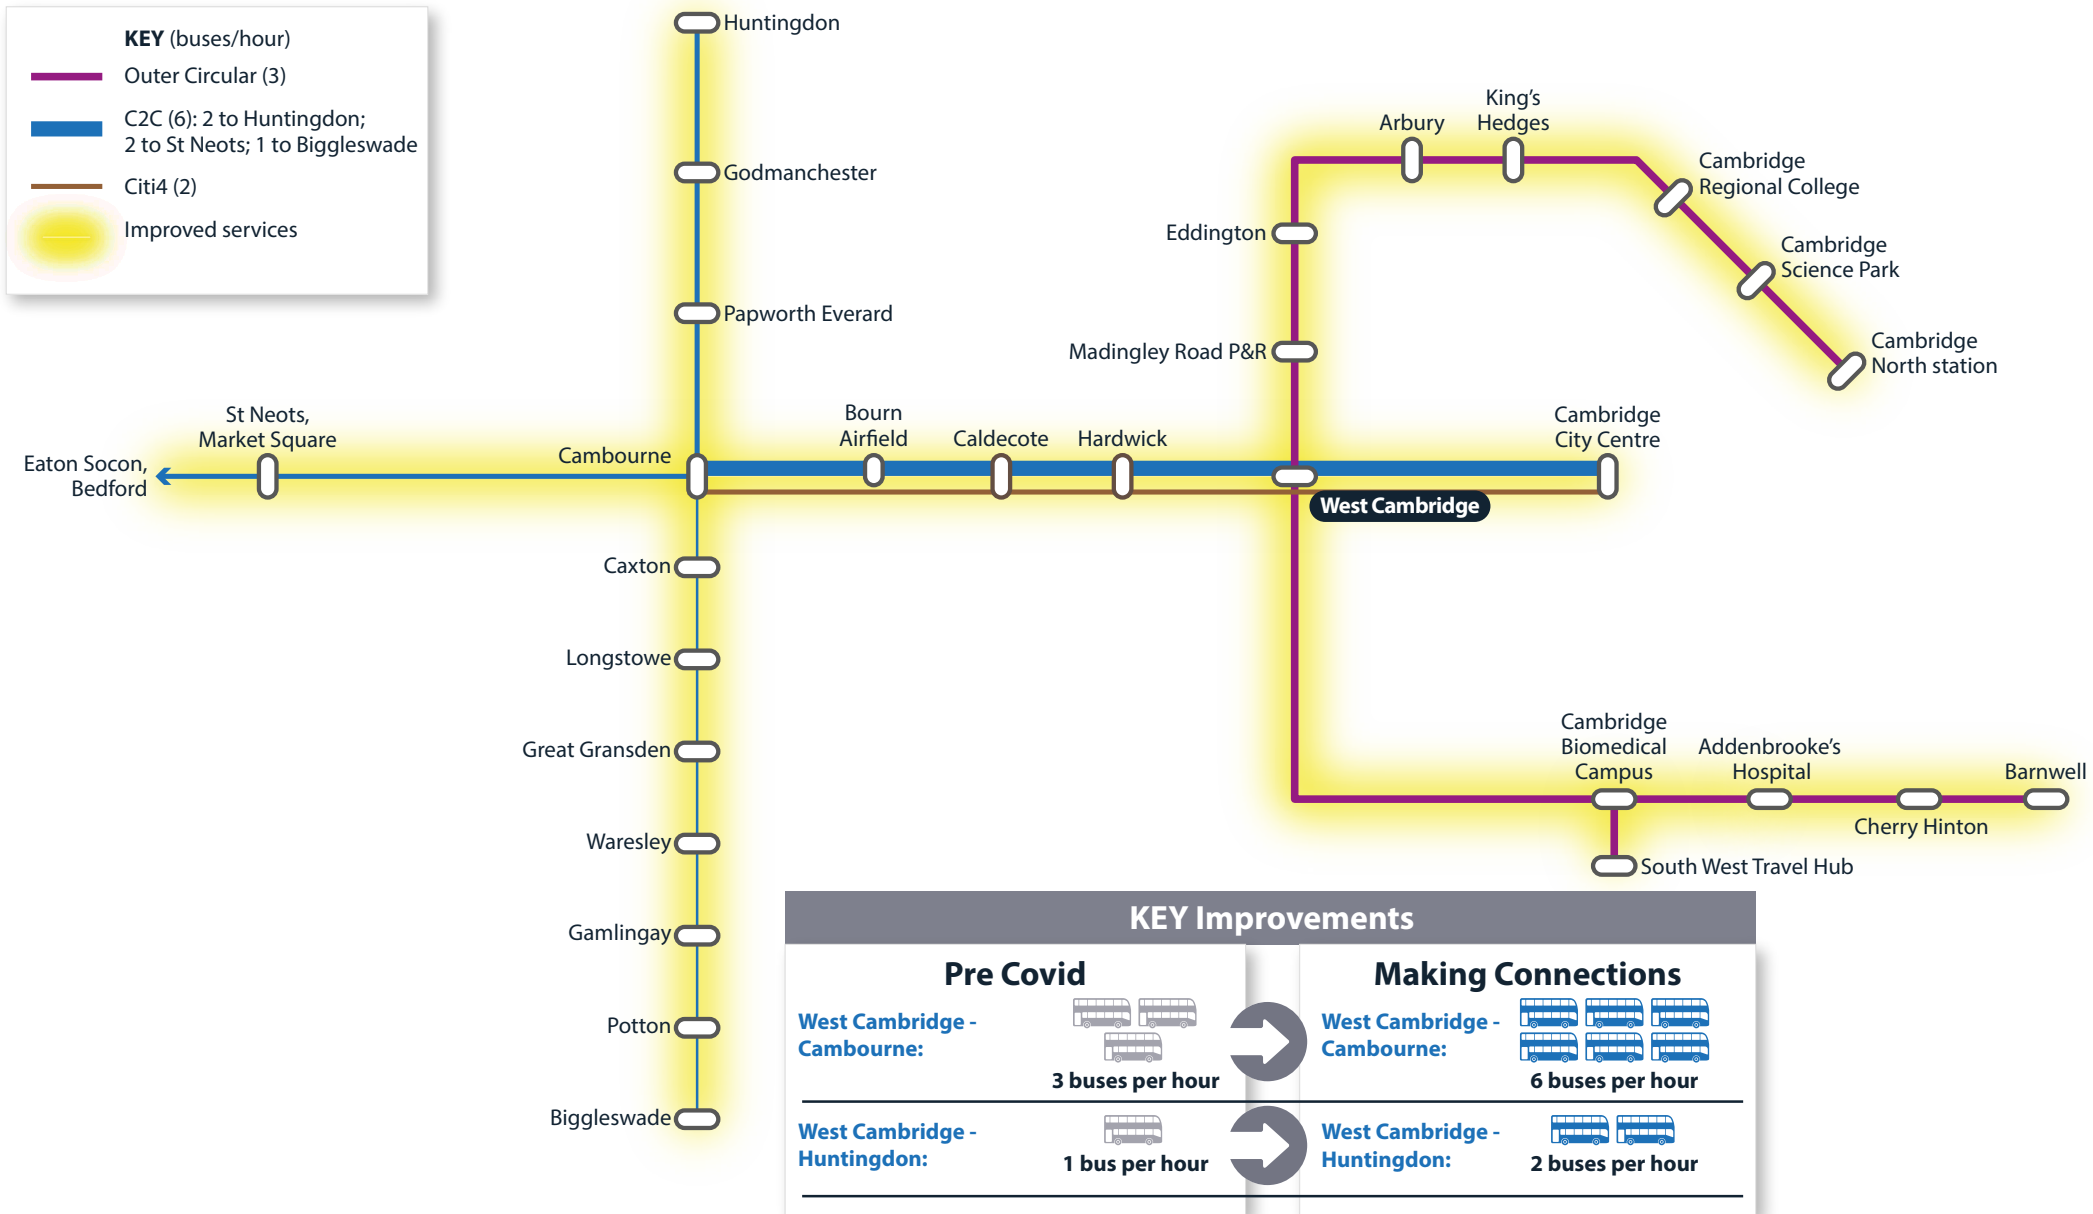 KEY (buses/hour)
Outer Circular (3)
C2C (6): 2 to Huntingdon;
2 to St Neots; 1 to Biggleswade
Citi4 (2)
Improved services
Huntingdon
Godmanchester
Papworth Everard
St Neots,
Market Square
Eaton Socon,
Bedford
Cambourne
Bourn
Airfield
Caldecote
Hardwick
Cambridge
City Centre
West Cambridge
Madingley Road P&R
Eddington
Arbury
King's
Hedges
Cambridge
Regional College
Cambridge
Science Park
Cambridge
North station
Caxton
Longstowe
Great Gransden
Waresley
Gamlingay
Potton
Biggleswade
Cambridge
Biomedical
Campus
Addenbrooke's
Hospital
Cherry Hinton
Barnwell
South West Travel Hub
KEY Improvements
Pre Covid
West Cambridge -
Cambourne:
3 buses per hour
West Cambridge -
Huntingdon:
1 bus per hour
Making Connections
West Cambridge -
Cambourne:
6 buses per hour
West Cambridge -
Huntingdon:
2 buses per hour